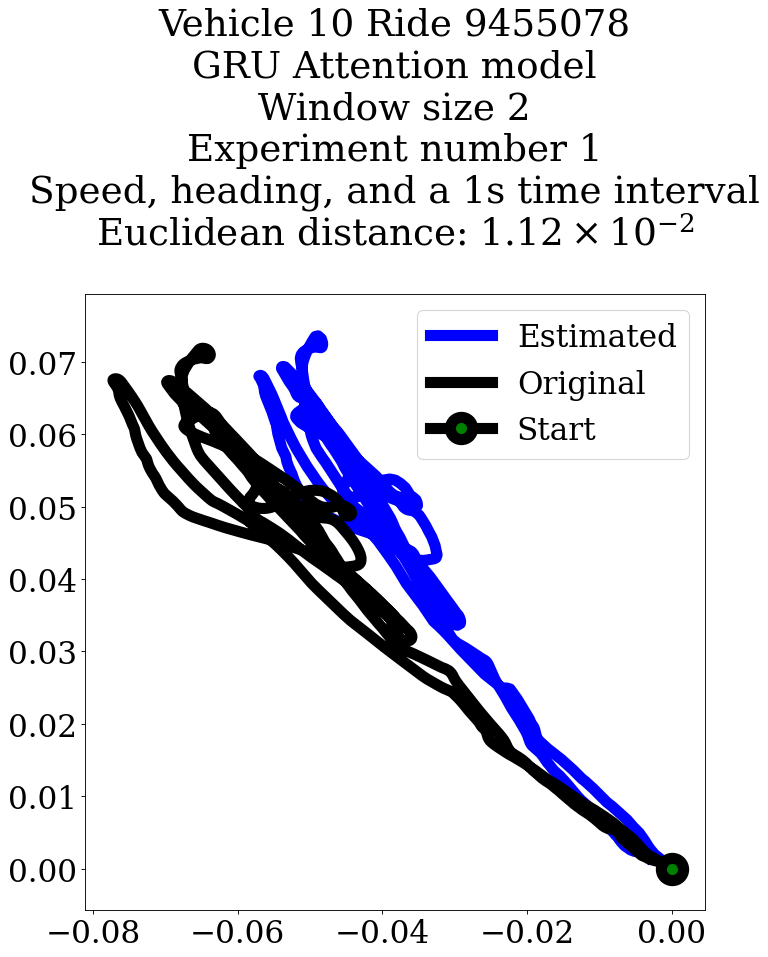 Vehicle 10 Ride 9455078
GRU Attention model
Window size 2
Experiment number 1
Speed, heading, and a 1s time interval
Euclidean distance: 1.12 × 10⁻²
Estimated
Original
Start
0.07
0.06
0.05
0.04
0.03
0.02
0.01
0.00
−0.08 −0.06 −0.04 −0.02 0.00